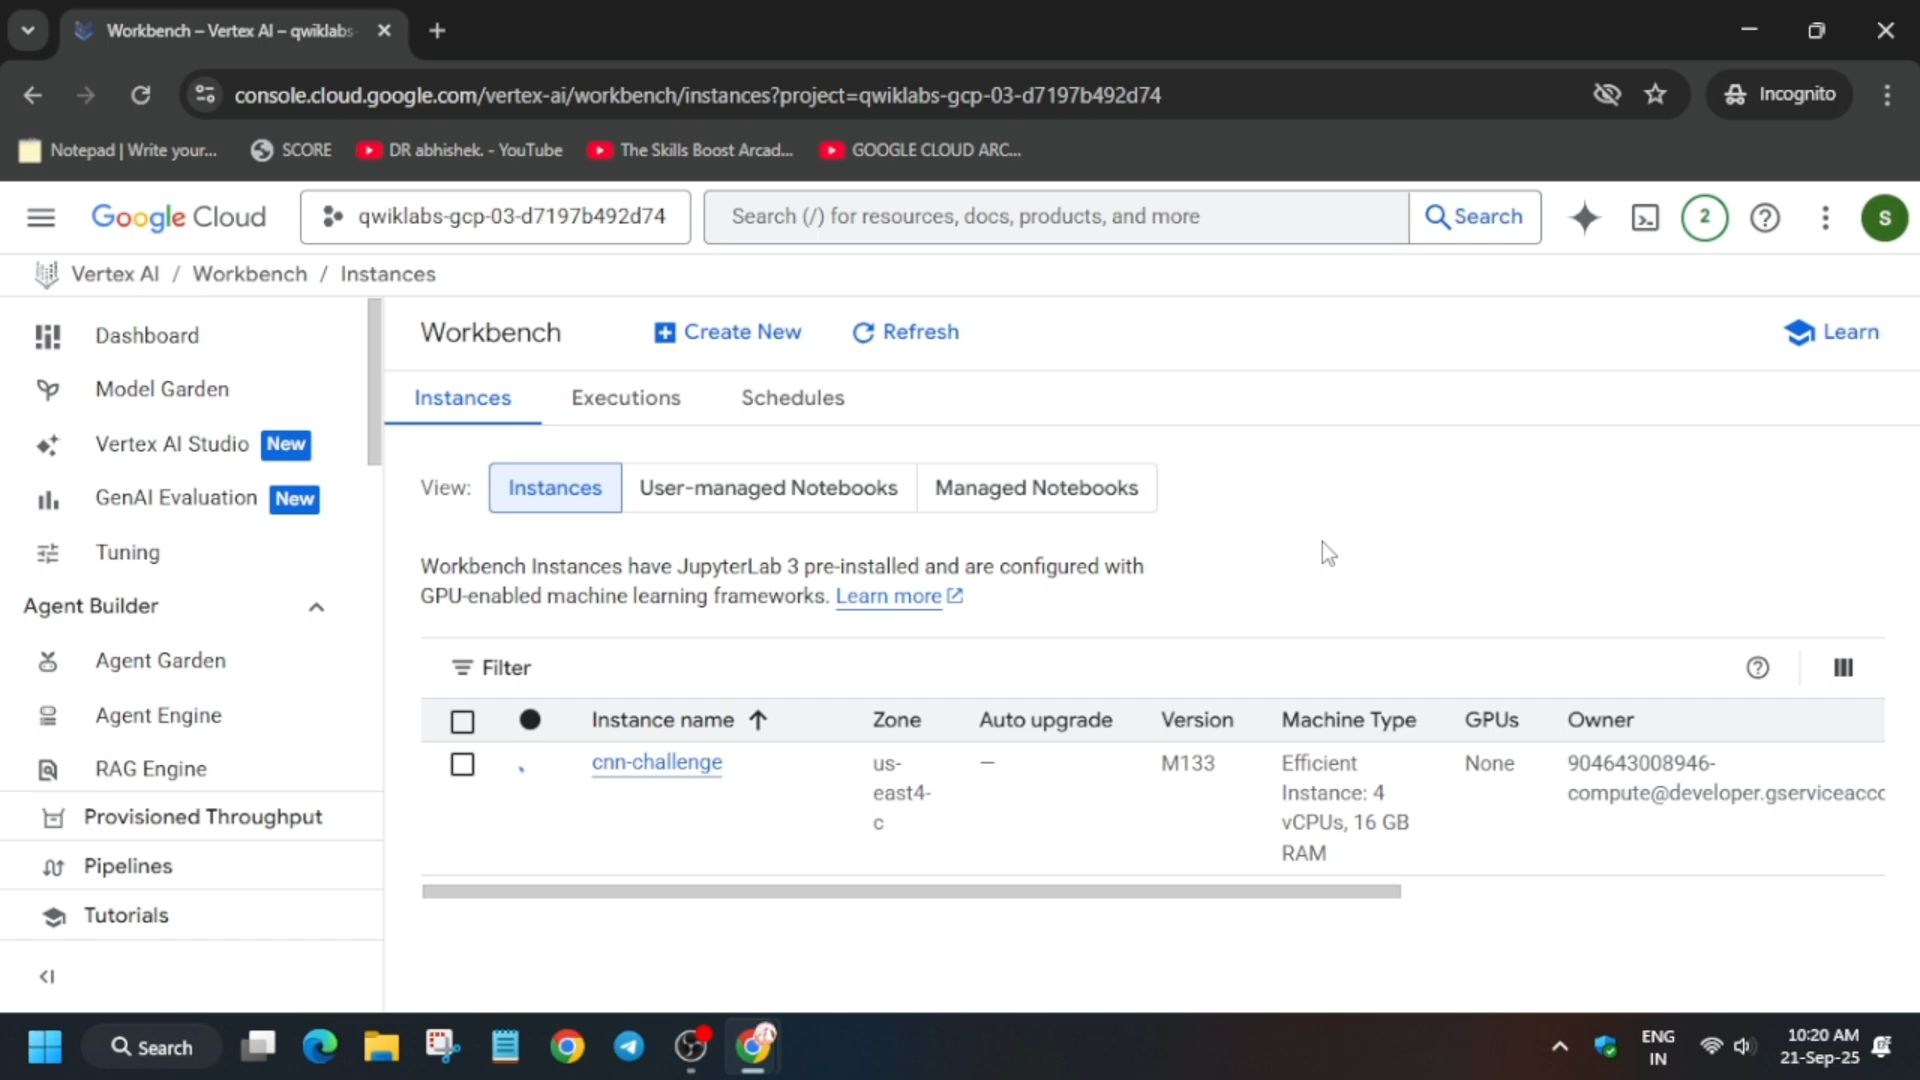 Workbench – Vertex AI – qwiklabs-
console.cloud.google.com/vertex-ai/workbench/instances?project=qwiklabs-gcp-03-d7197b492d74
Incognito
Notepad | Write your...
SCORE
DR abhishek. - YouTube
The Skills Boost Arcad...
GOOGLE CLOUD ARC...
Google Cloud
qwiklabs-gcp-03-d7197b492d74
Search (/) for resources, docs, products, and more
Search
2
S
Vertex AI / Workbench / Instances
Dashboard
Model Garden
Vertex AI Studio New
GenAI Evaluation New
Tuning
Agent Builder
Agent Garden
Agent Engine
RAG Engine
Provisioned Throughput
Pipelines
Tutorials
Workbench
Create New
Refresh
Learn
Instances
Executions
Schedules
View:
Instances
User-managed Notebooks
Managed Notebooks
Workbench Instances have JupyterLab 3 pre-installed and are configured with
GPU-enabled machine learning frameworks. Learn more
Filter
Instance name
Zone
Auto upgrade
Version
Machine Type
GPUs
Owner
cnn-challenge
us-
east4-
c
—
M133
Efficient
Instance: 4
vCPUs, 16 GB
RAM
None
904643008946-
compute@developer.gserviceacco
Search
ENG
IN
10:20 AM
21-Sep-25